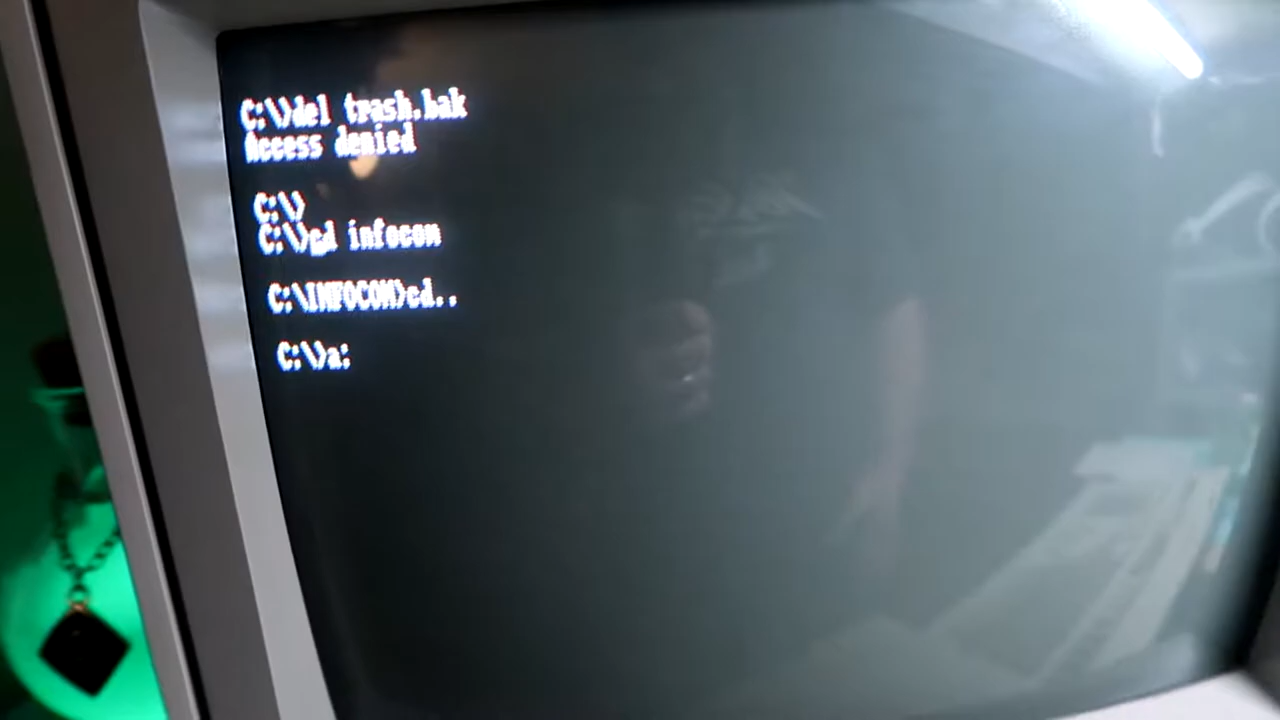 C:\>del trash.bak
Access denied
C:\>
C:\>cd infocom
C:\INFOCOM>cd..
C:\>a: